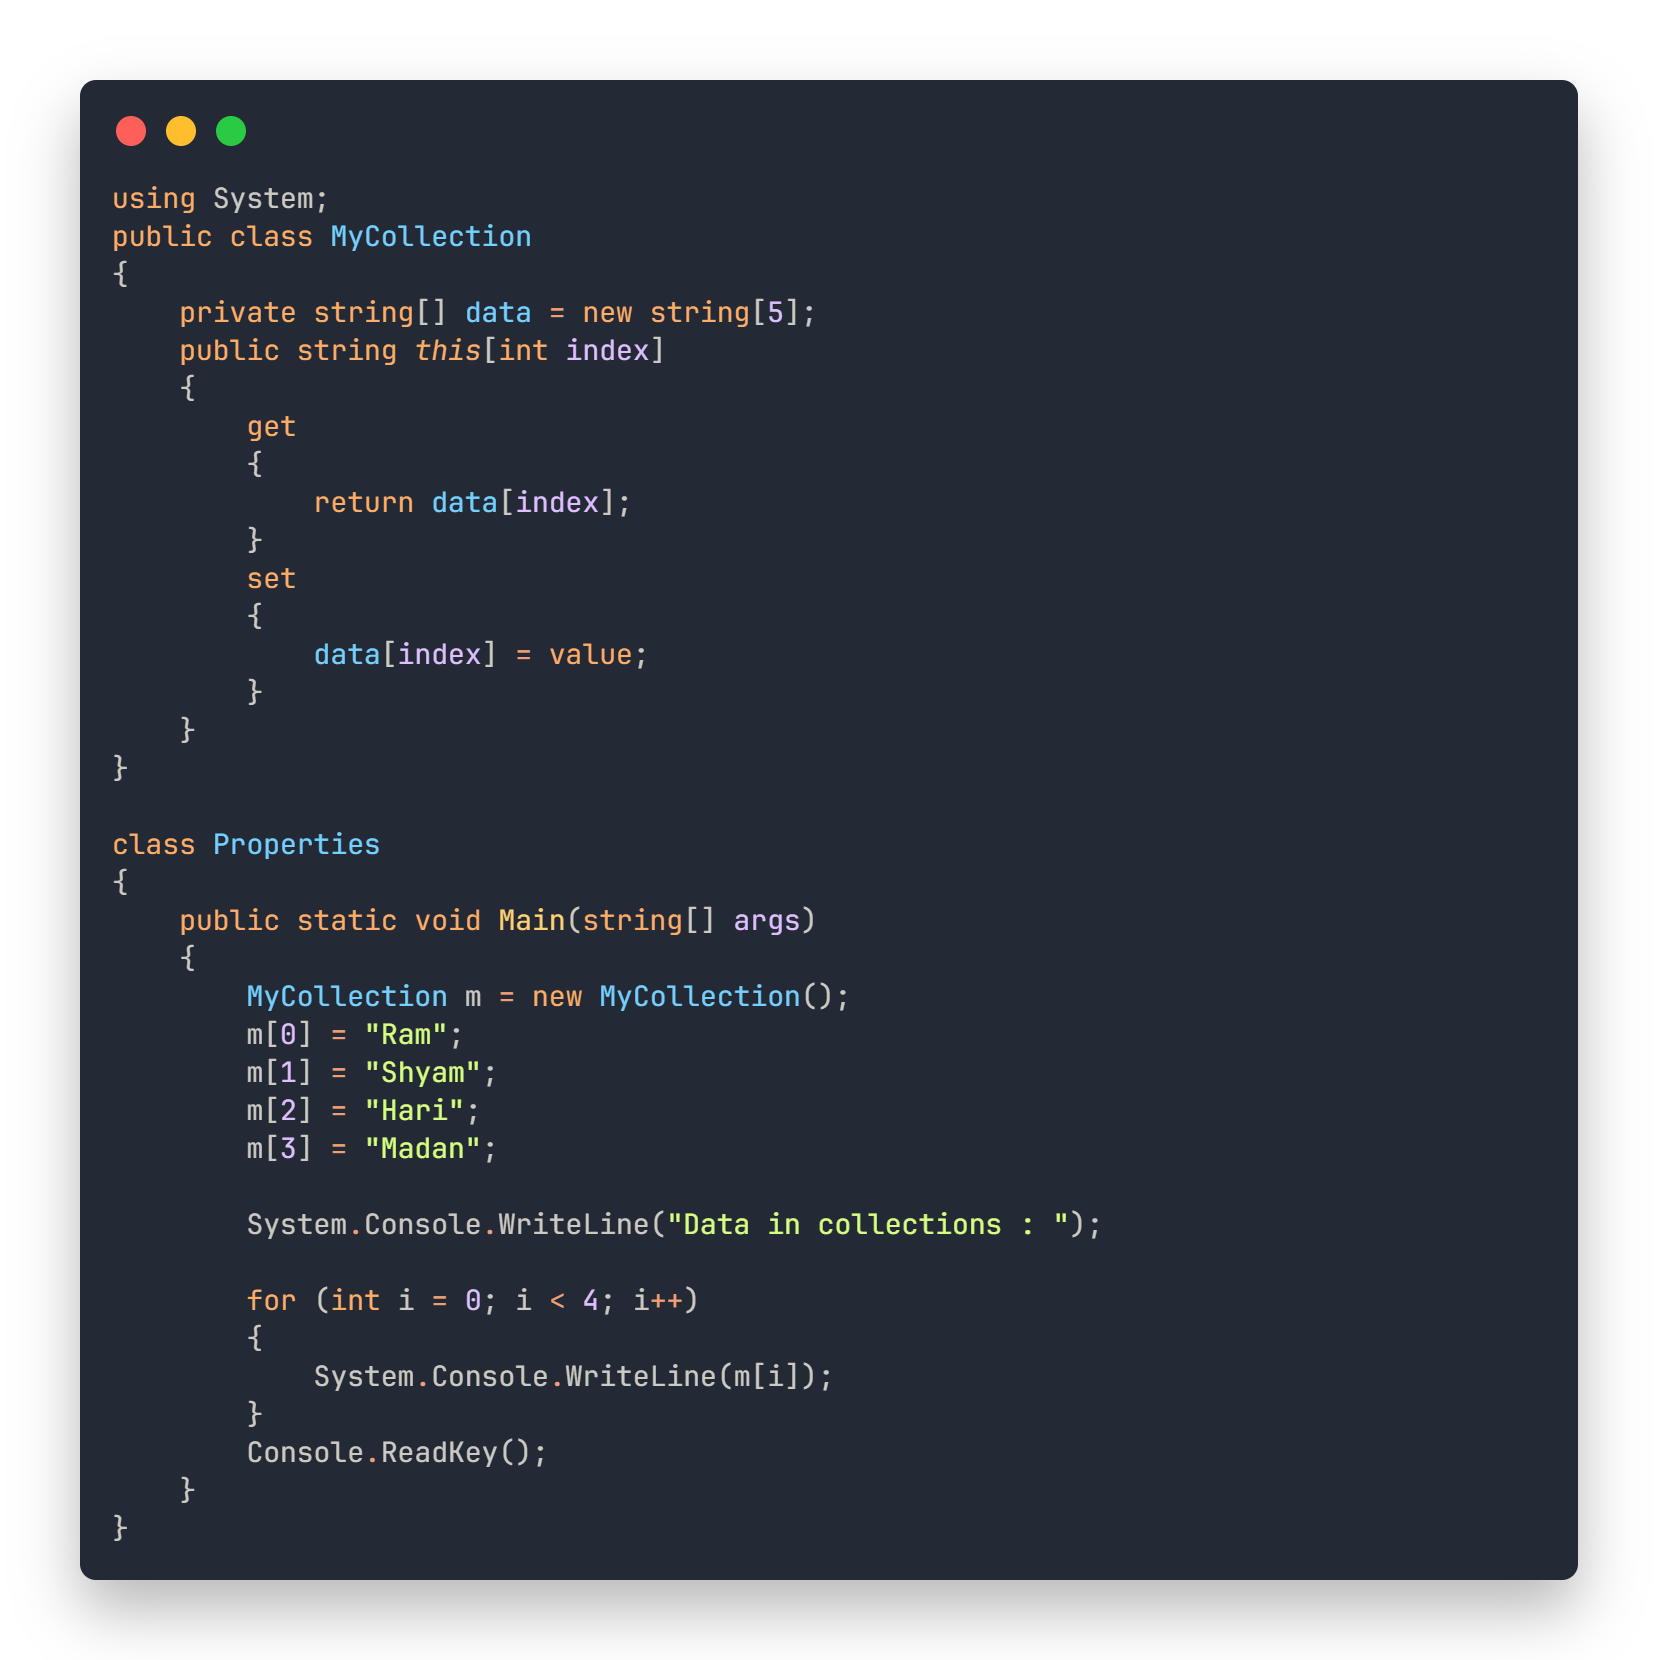 using System;
public class MyCollection
{
    private string[] data = new string[5];
    public string this[int index]
    {
        get
        {
            return data[index];
        }
        set
        {
            data[index] = value;
        }
    }
}

class Properties
{
    public static void Main(string[] args)
    {
        MyCollection m = new MyCollection();
        m[0] = "Ram";
        m[1] = "Shyam";
        m[2] = "Hari";
        m[3] = "Madan";

        System.Console.WriteLine("Data in collections : ");

        for (int i = 0; i < 4; i++)
        {
            System.Console.WriteLine(m[i]);
        }
        Console.ReadKey();
    }
}